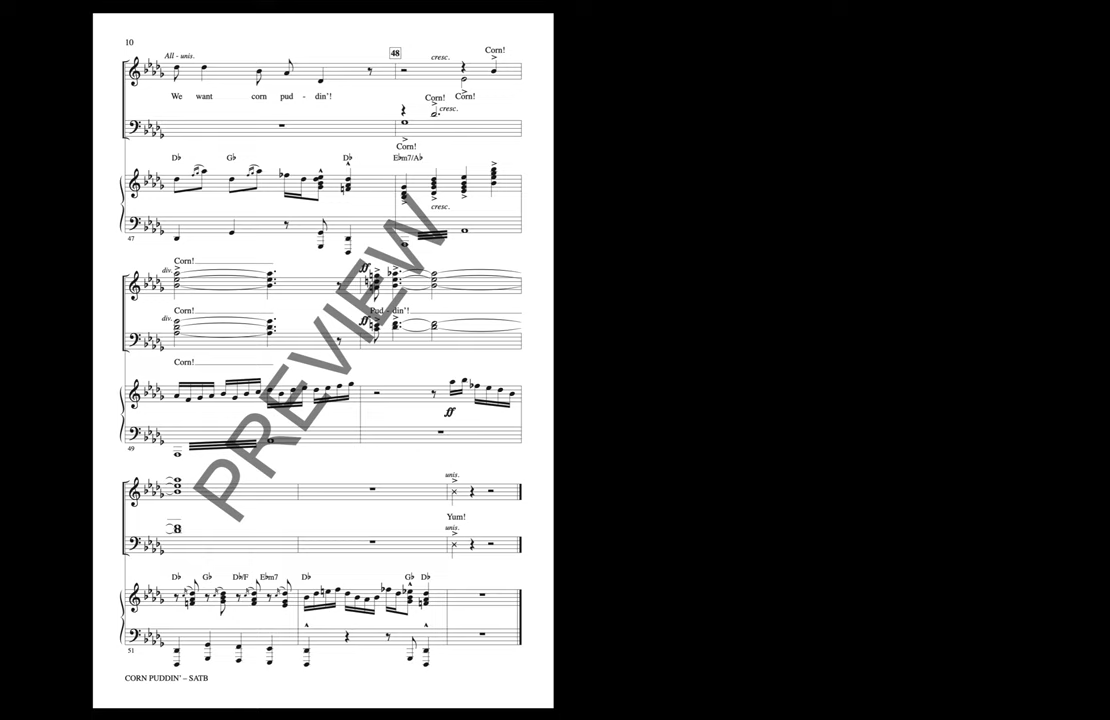 10
All - unis.
48
cresc.
Corn!
We want corn pud - din'!
Corn! Corn!
cresc.
Corn!
D♭ G♭ D♭ E♭m7/A♭
cresc.
47
Corn!
div.
ff
Corn!
Pud - din'!
div.
ff
Corn!
ff
49
unis.
Yum!
unis.
D♭ G♭ D♭/F E♭m7 D♭ G♭ D♭
51
CORN PUDDIN' – SATB
PREVIEW